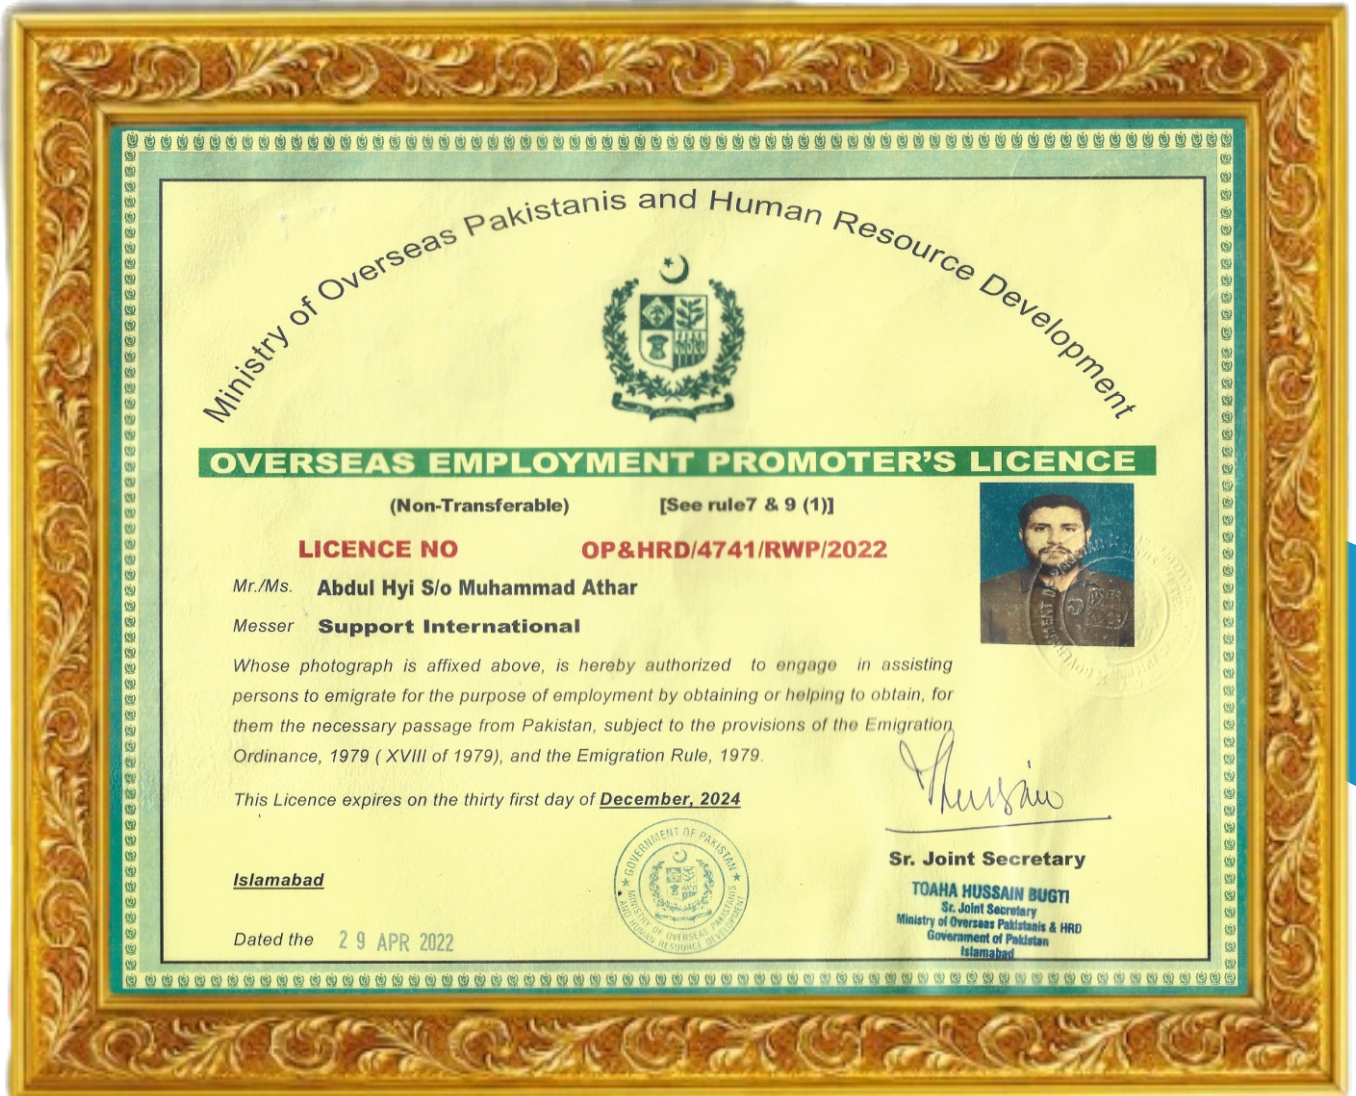 Ministry of Overseas Pakistanis and Human Resource Development
OVERSEAS EMPLOYMENT PROMOTER'S LICENCE
(Non-Transferable) [See rule7 & 9 (1)]
LICENCE NO OP&HRD/4741/RWP/2022
Mr./Ms. Abdul Hyi S/o Muhammad Athar
Messer Support International
Whose photograph is affixed above, is hereby authorized to engage in assisting
persons to emigrate for the purpose of employment by obtaining or helping to obtain, for
them the necessary passage from Pakistan, subject to the provisions of the Emigration
Ordinance, 1979 ( XVIII of 1979), and the Emigration Rule, 1979.
This Licence expires on the thirty first day of December, 2024
GOVERNMENT OF PAKISTAN
MINISTRY OF OVERSEAS PAKISTANIS
AND HUMAN RESOURCE DEVELOPMENT
Sr. Joint Secretary
Islamabad
TOAHA HUSSAIN BUGTI
Sr. Joint Secretary
Ministry of Overseas Pakistanis & HRD
Government of Pakistan
Islamabad
Dated the 29 APR 2022